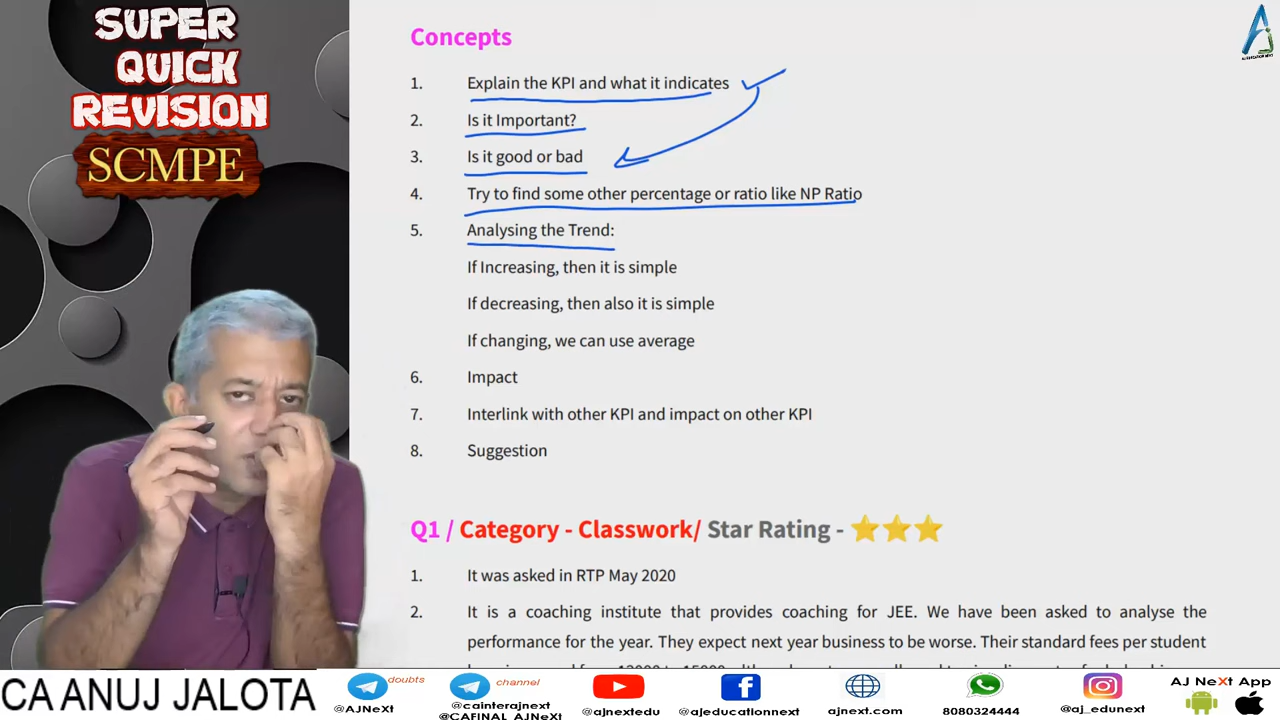 SUPER
QUICK
REVISION
SCMPE
Concepts
1. Explain the KPI and what it indicates
2. Is it Important?
3. Is it good or bad
4. Try to find some other percentage or ratio like NP Ratio
5. Analysing the Trend:
If Increasing, then it is simple
If decreasing, then also it is simple
If changing, we can use average
6. Impact
7. Interlink with other KPI and impact on other KPI
8. Suggestion
Q1 / Category - Classwork/ Star Rating -
1. It was asked in RTP May 2020
2. It is a coaching institute that provides coaching for JEE. We have been asked to analyse the
performance for the year. They expect next year business to be worse. Their standard fees per student
CA ANUJ JALOTA
doubts
@AJNeXt
channel
@cainterajnext
@CAFINAL_AJNeXt
@ajnextedu
@ajeducationnext
ajnext.com
8080324444
@aj_edunext
AJ NeXt App